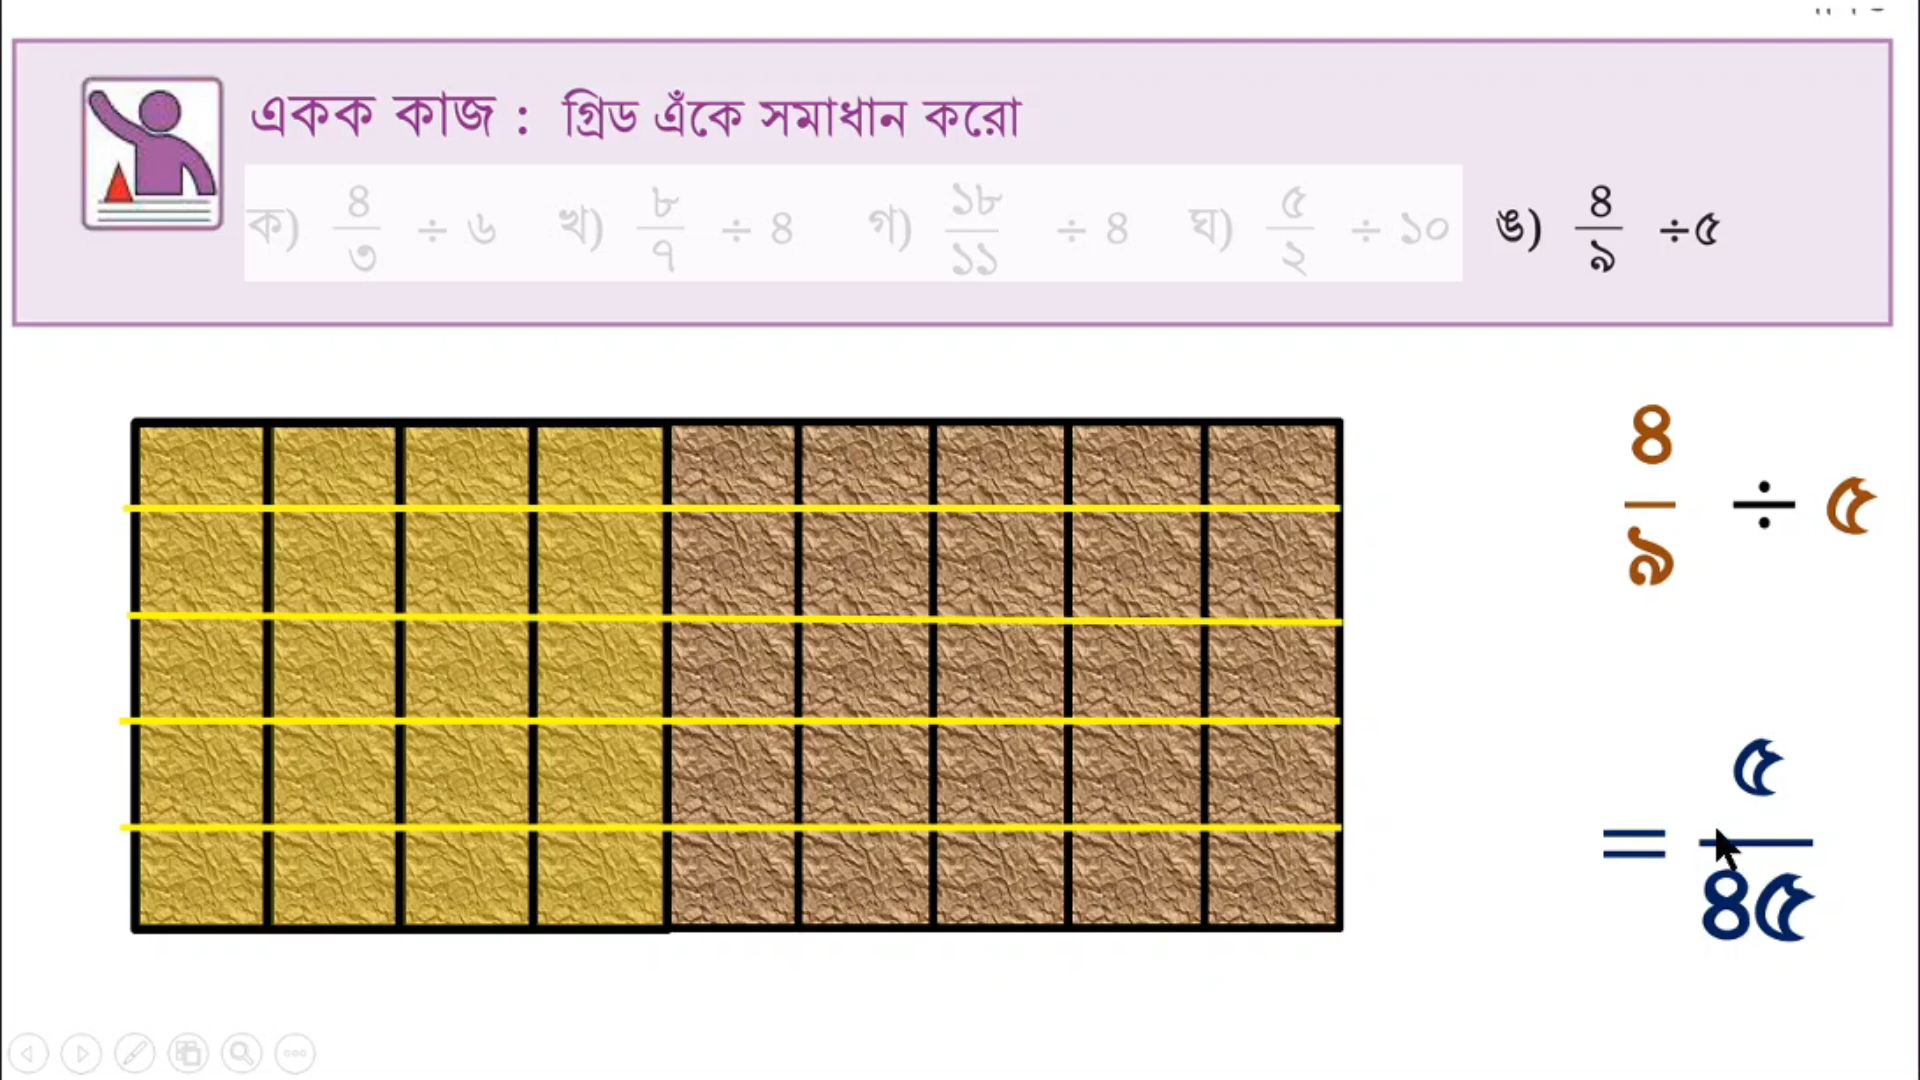 একক কাজ : গ্রিড এঁকে সমাধান করো
ক) ৪/৩ ÷ ৬ খ) ৮/৭ ÷ ৪ গ) ১৮/১১ ÷ ৪ ঘ) ৫/২ ÷ ১০ ঙ) ৪/৯ ÷৫
৪/৯ ÷ ৫
= ৫/৪৫